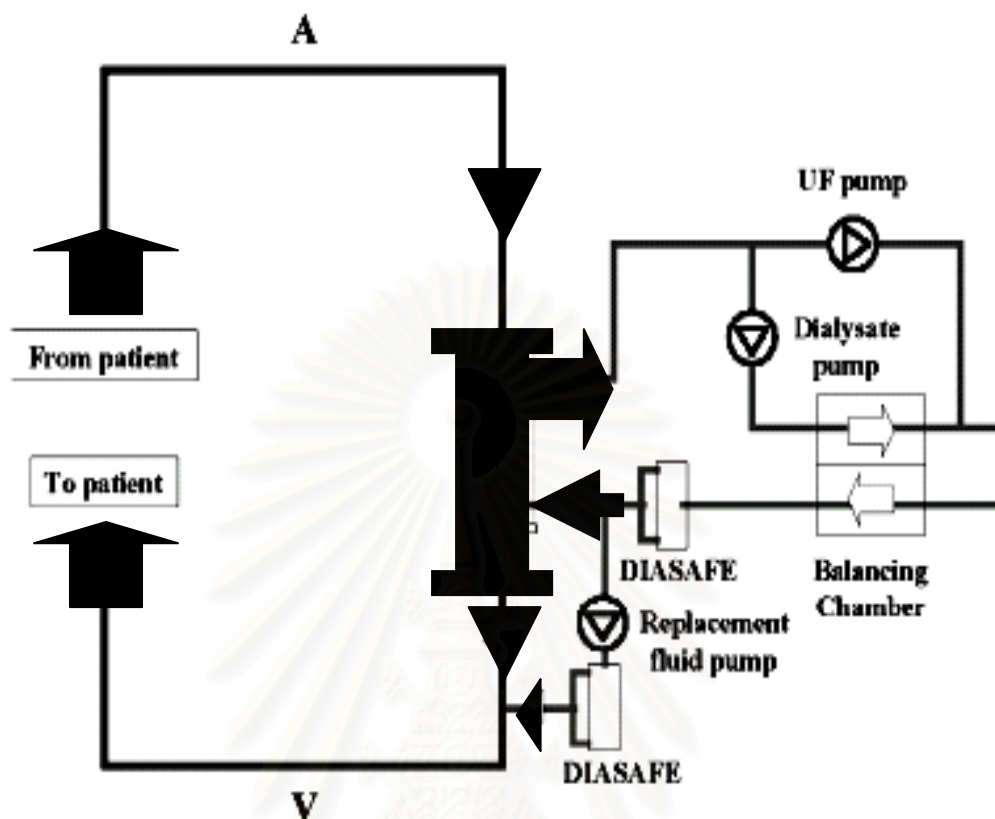 A
UF pump
From patient
Dialysate
pump
To patient
DIASAFE
Balancing
Chamber
Replacement
fluid pump
DIASAFE
V